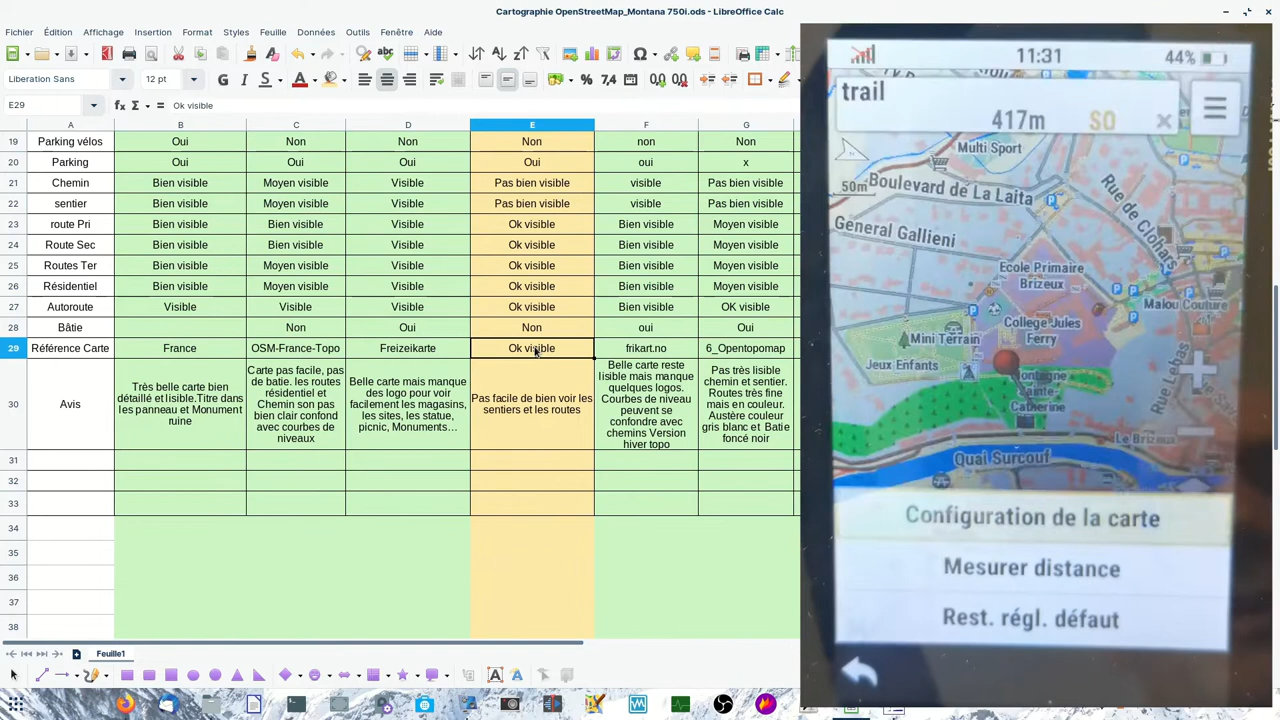 Cartographie OpenStreetMap_Montana 750i.ods - LibreOffice Calc
Fichier Édition Affichage Insertion Format Styles Feuille Données Outils Fenêtre Aide
Liberation Sans 12 pt
E29 Ok visible
A B C D E F G
19 Parking vélos Oui Non Non Non non Non
20 Parking Oui Oui Oui Oui oui x
21 Chemin Bien visible Moyen visible Visible Pas bien visible visible Pas bien visible
22 sentier Bien visible Moyen visible Visible Pas bien visible visible Pas bien visible
23 route Pri Bien visible Bien visible Visible Ok visible Bien visible Moyen visible
24 Route Sec Bien visible Bien visible Visible Ok visible Bien visible Moyen visible
25 Routes Ter Bien visible Moyen visible Visible Ok visible Bien visible Moyen visible
26 Résidentiel Bien visible Moyen visible Visible Ok visible Bien visible Moyen visible
27 Autoroute Visible Visible Visible Ok visible Bien visible OK visible
28 Bâtie Non Oui Non oui Oui
29 Référence Carte France OSM-France-Topo Freizeikarte Ok visible frikart.no 6_Opentopomap
30 Avis
Très belle carte bien
détaillé et lisible.Titre dans
les panneau et Monument
ruine
Carte pas facile, pas
de batie. les routes
résidentiel et
Chemin son pas
bien clair confond
avec courbes de
niveaux
Belle carte mais manque
des logo pour voir
facilement les magasins,
les sites, les statue,
picnic, Monuments...
Pas facile de bien voir les
sentiers et les routes
Belle carte reste
lisible mais manque
quelques logos.
Courbes de niveau
peuvent se
confondre avec
chemins Version
hiver topo
Pas très lisible
chemin et sentier.
Routes très fine
mais en couleur.
Austère couleur
gris blanc et Batie
foncé noir
31
32
33
34
35
36
37
38
Feuille1
11:31 44%
trail
417m SO
Multi Sport
50m
Boulevard de La Laita
Rue de Clohars
General Gallieni
Ecole Primaire
Brizeux
Malou Couture
College Jules
Ferry
Mini Terrain
Jeux Enfants
Montagne
Sainte-
Catherine
Rue Lebas
Le Brizeux
Quai Surcouf
Configuration de la carte
Mesurer distance
Rest. régl. défaut